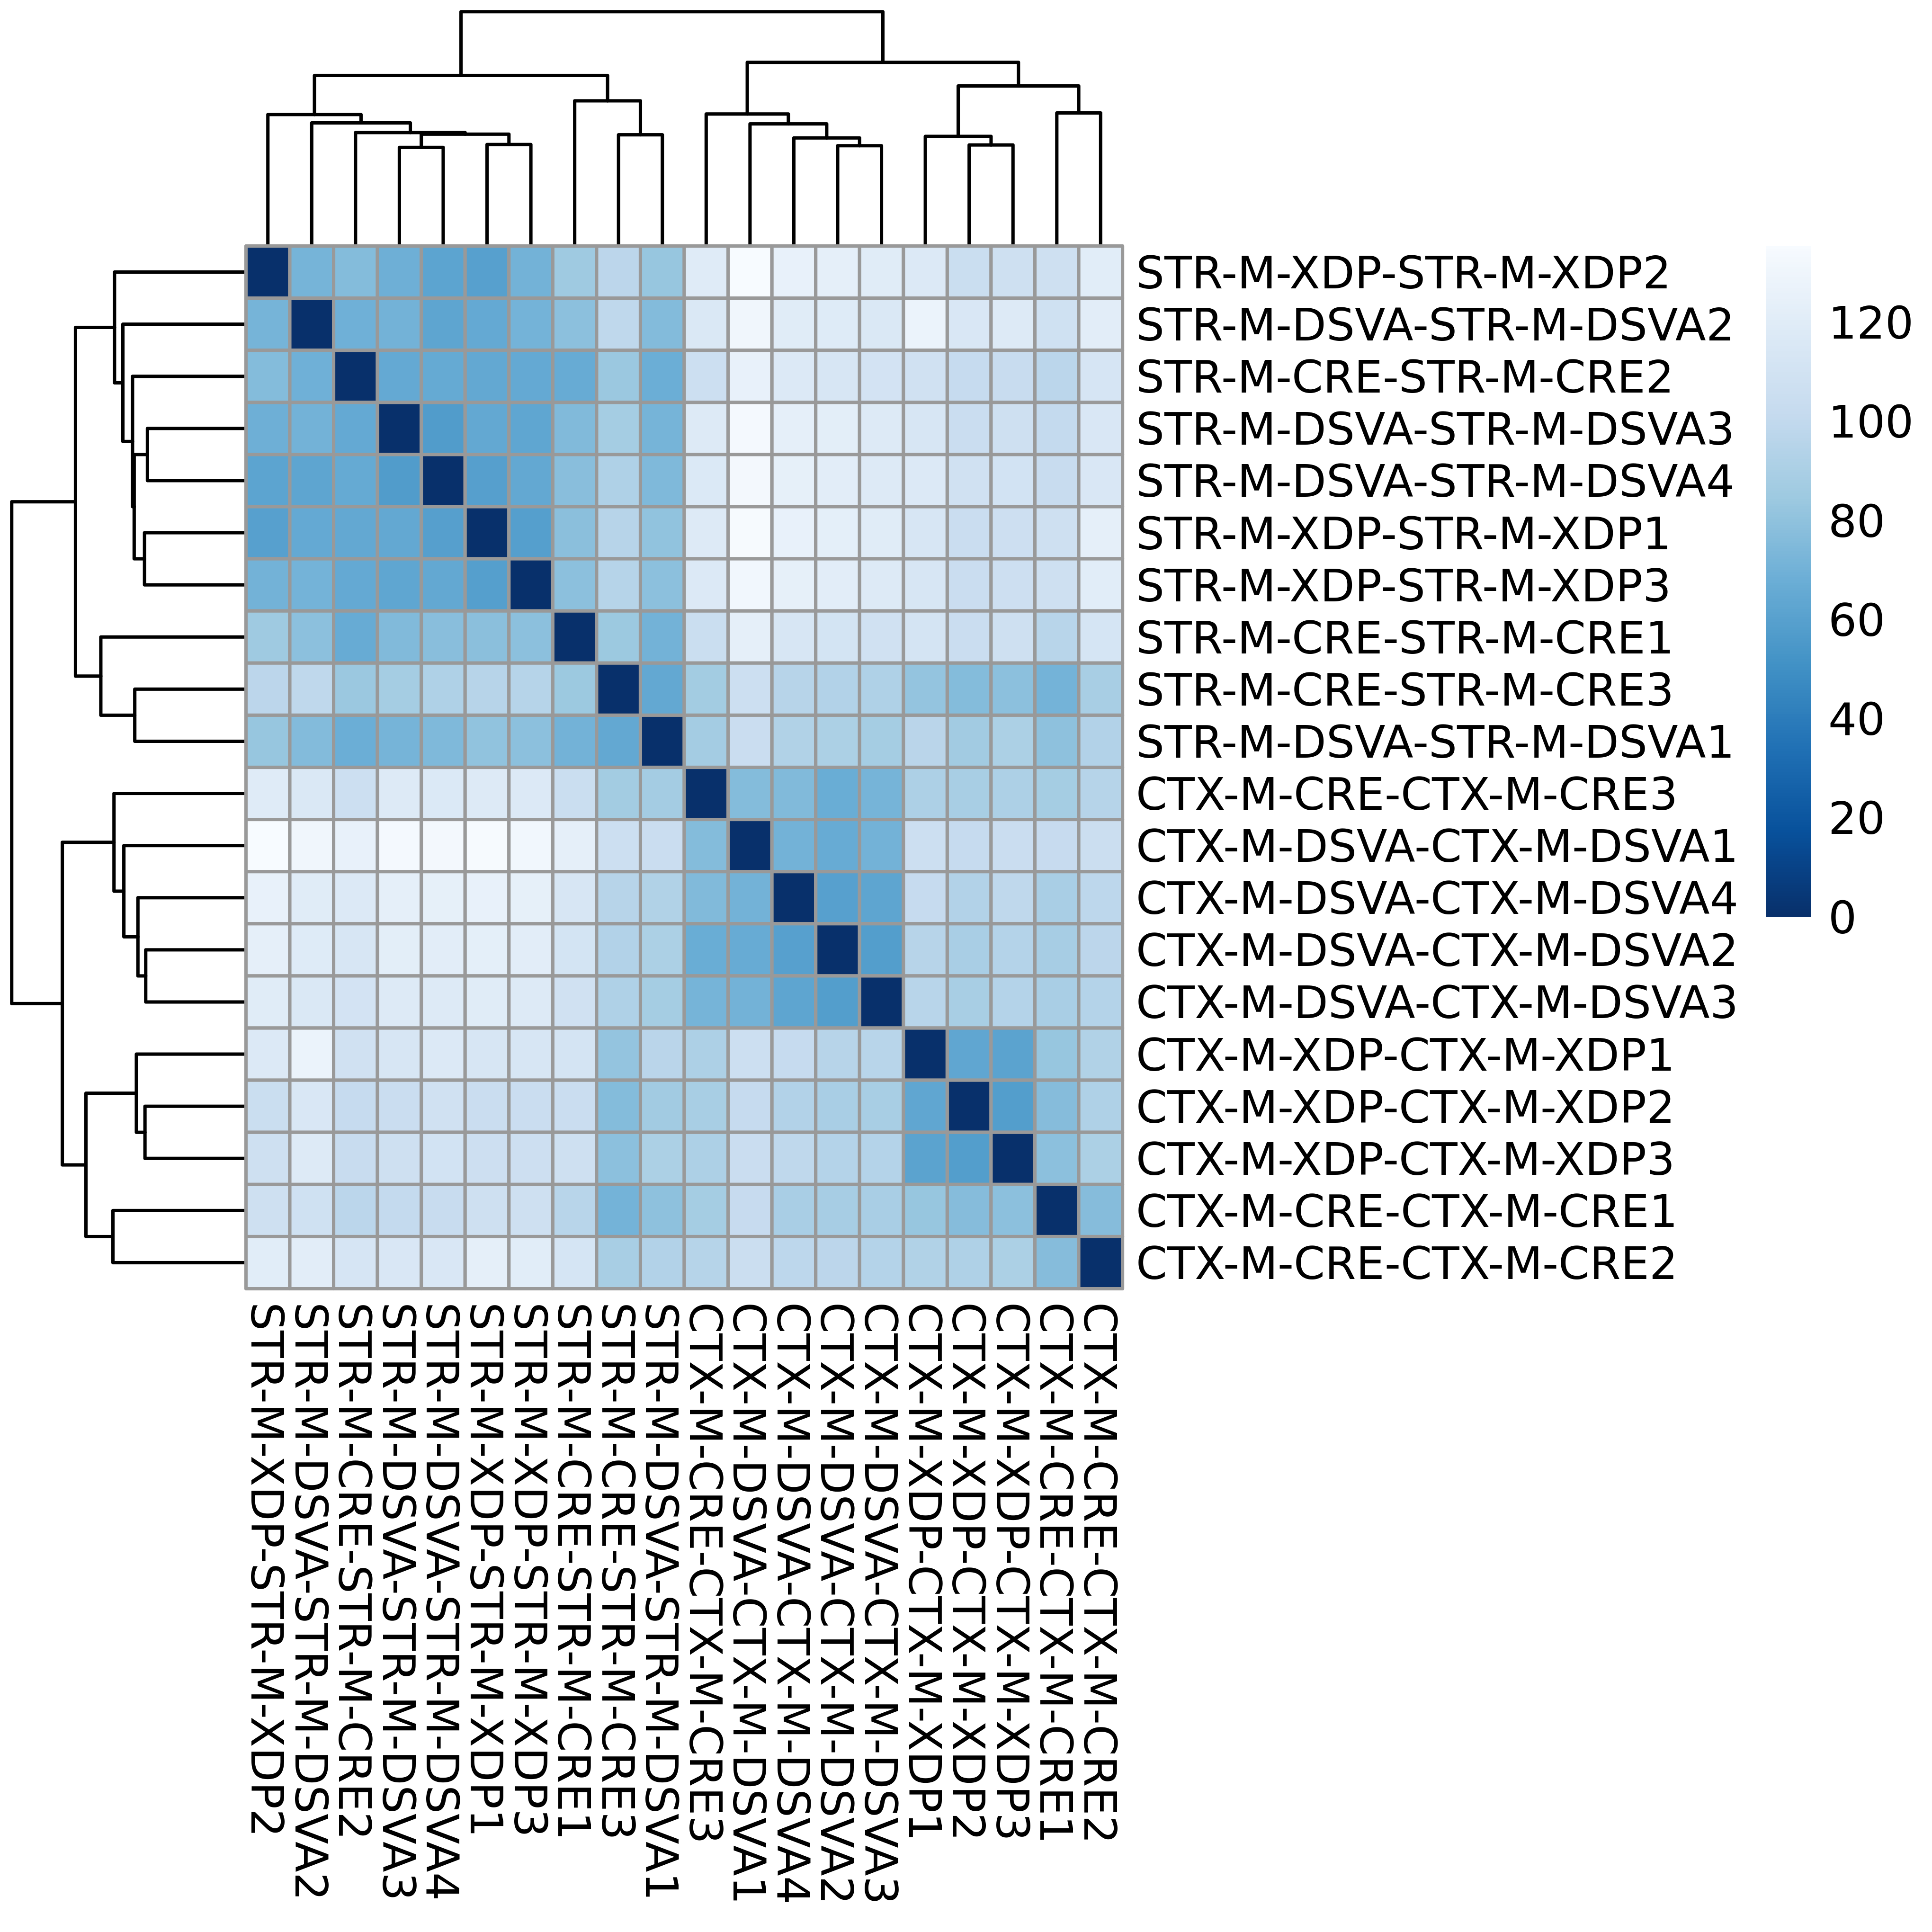 STR-M-XDP-STR-M-XDP2
STR-M-DSVA-STR-M-DSVA2
STR-M-CRE-STR-M-CRE2
STR-M-DSVA-STR-M-DSVA3
STR-M-DSVA-STR-M-DSVA4
STR-M-XDP-STR-M-XDP1
STR-M-XDP-STR-M-XDP3
STR-M-CRE-STR-M-CRE1
STR-M-CRE-STR-M-CRE3
STR-M-DSVA-STR-M-DSVA1
CTX-M-CRE-CTX-M-CRE3
CTX-M-DSVA-CTX-M-DSVA1
CTX-M-DSVA-CTX-M-DSVA4
CTX-M-DSVA-CTX-M-DSVA2
CTX-M-DSVA-CTX-M-DSVA3
CTX-M-XDP-CTX-M-XDP1
CTX-M-XDP-CTX-M-XDP2
CTX-M-XDP-CTX-M-XDP3
CTX-M-CRE-CTX-M-CRE1
CTX-M-CRE-CTX-M-CRE2
120
100
80
60
40
20
0
STR-M-XDP-STR-M-XDP2
STR-M-DSVA-STR-M-DSVA2
STR-M-CRE-STR-M-CRE2
STR-M-DSVA-STR-M-DSVA3
STR-M-DSVA-STR-M-DSVA4
STR-M-XDP-STR-M-XDP1
STR-M-XDP-STR-M-XDP3
STR-M-CRE-STR-M-CRE1
STR-M-CRE-STR-M-CRE3
STR-M-DSVA-STR-M-DSVA1
CTX-M-CRE-CTX-M-CRE3
CTX-M-DSVA-CTX-M-DSVA1
CTX-M-DSVA-CTX-M-DSVA4
CTX-M-DSVA-CTX-M-DSVA2
CTX-M-DSVA-CTX-M-DSVA3
CTX-M-XDP-CTX-M-XDP1
CTX-M-XDP-CTX-M-XDP2
CTX-M-XDP-CTX-M-XDP3
CTX-M-CRE-CTX-M-CRE1
CTX-M-CRE-CTX-M-CRE2